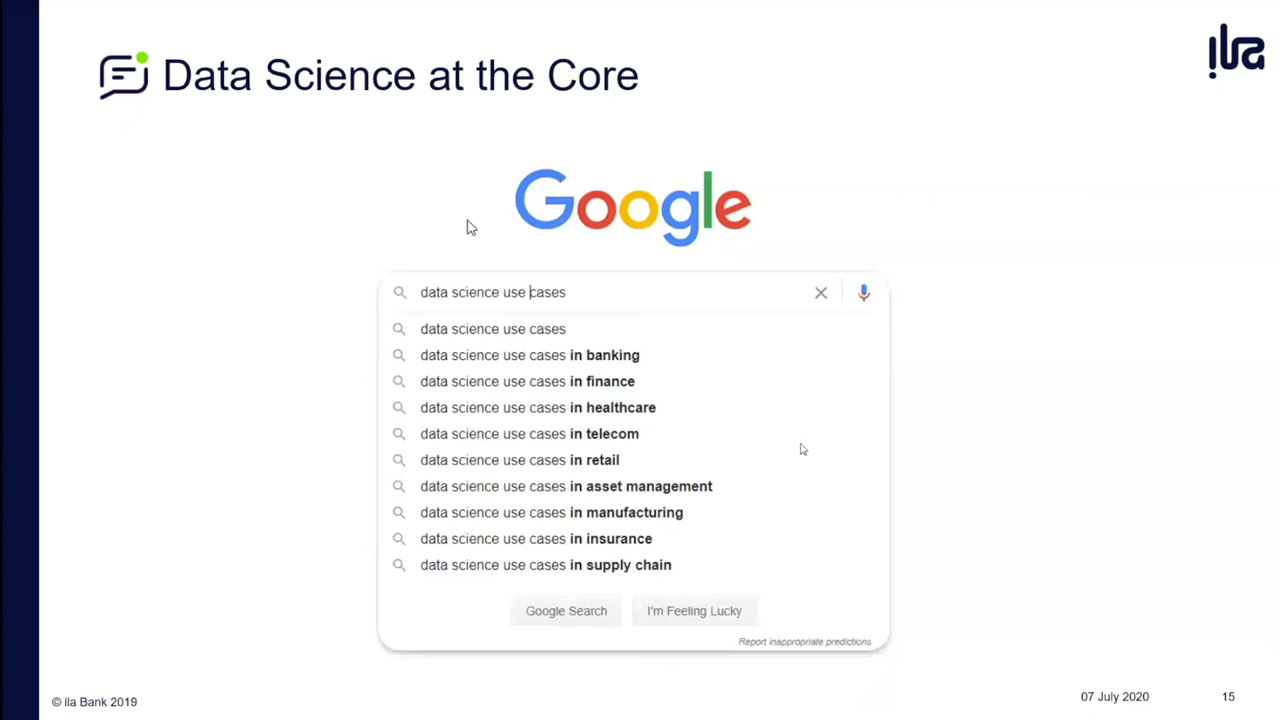 Data Science at the Core
ila
Google
data science use cases
data science use cases
data science use cases in banking
data science use cases in finance
data science use cases in healthcare
data science use cases in telecom
data science use cases in retail
data science use cases in asset management
data science use cases in manufacturing
data science use cases in insurance
data science use cases in supply chain
Google Search
I'm Feeling Lucky
Report inappropriate predictions
© ila Bank 2019
07 July 2020
15